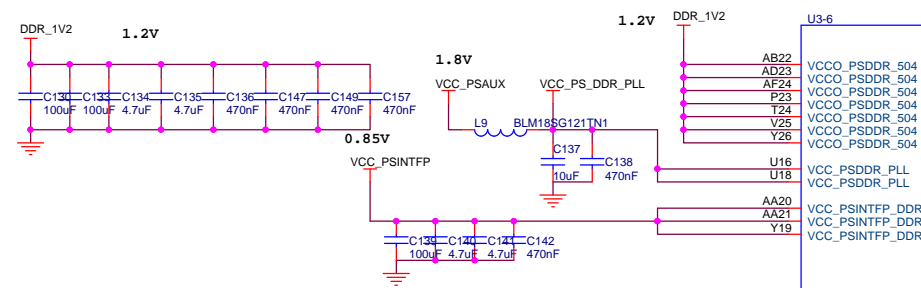 DDR_1V2
1.2V
1.2V
DDR_1V2
U3-6
1.8V
VCC_PSAUX
VCC_PS_DDR_PLL
AB22 VCCO_PSDDR_504
AD23 VCCO_PSDDR_504
AF24 VCCO_PSDDR_504
P23 VCCO_PSDDR_504
T24 VCCO_PSDDR_504
V25 VCCO_PSDDR_504
Y26 VCCO_PSDDR_504
C130 C133 C134 C135 C136 C147 C149 C157
100uF 100uF 4.7uF 4.7uF 470nF 470nF 470nF 470nF
L9 BLM18SG121TN1
0.85V
VCC_PSINTFP
C137
10uF
C138
470nF
U16 VCC_PSDDR_PLL
U18 VCC_PSDDR_PLL
AA20 VCC_PSINTFP_DDR
AA21 VCC_PSINTFP_DDR
Y19 VCC_PSINTFP_DDR
C139 C140 C141 C142
100uF 4.7uF 4.7uF 470nF